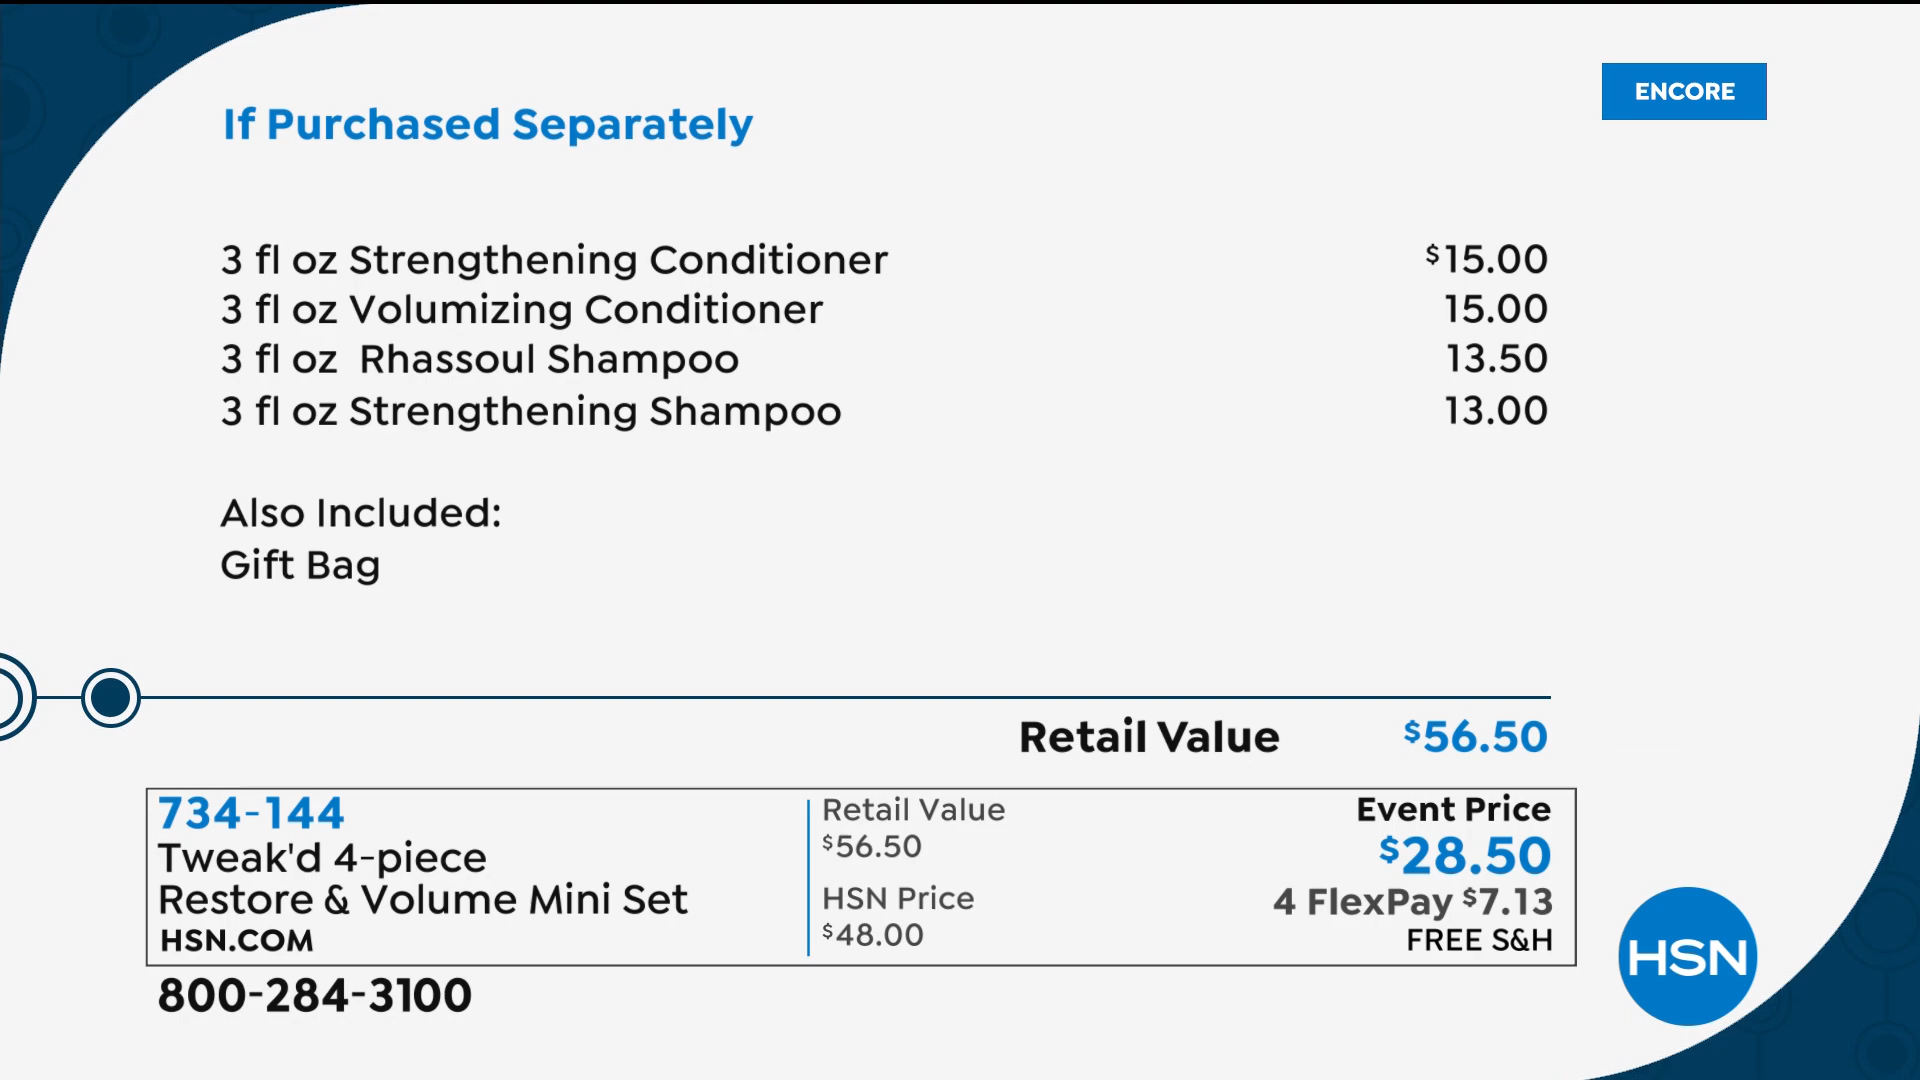 ENCORE
If Purchased Separately
3 fl oz Strengthening Conditioner $15.00
3 fl oz Volumizing Conditioner 15.00
3 fl oz  Rhassoul Shampoo 13.50
3 fl oz Strengthening Shampoo 13.00
Also Included:
Gift Bag
Retail Value $56.50
734-144
Tweak'd 4-piece
Restore & Volume Mini Set
HSN.COM
Retail Value
$56.50
HSN Price
$48.00
Event Price
$28.50
4 FlexPay $7.13
FREE S&H
HSN
800-284-3100